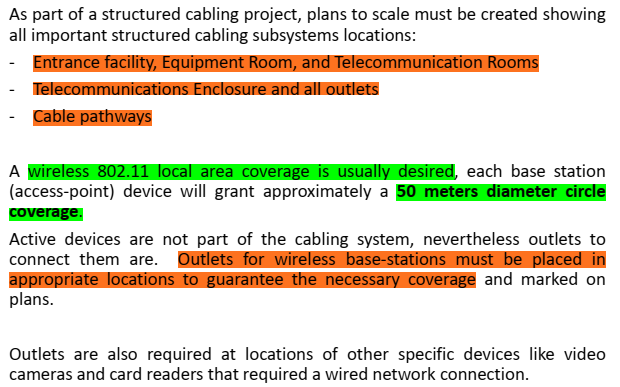 As part of a structured cabling project, plans to scale must be created showing
all important structured cabling subsystems locations:
- Entrance facility, Equipment Room, and Telecommunication Rooms
- Telecommunications Enclosure and all outlets
- Cable pathways
A wireless 802.11 local area coverage is usually desired, each base station
(access-point) device will grant approximately a 50 meters diameter circle
coverage.
Active devices are not part of the cabling system, nevertheless outlets to
connect them are. Outlets for wireless base-stations must be placed in
appropriate locations to guarantee the necessary coverage and marked on
plans.
Outlets are also required at locations of other specific devices like video
cameras and card readers that required a wired network connection.